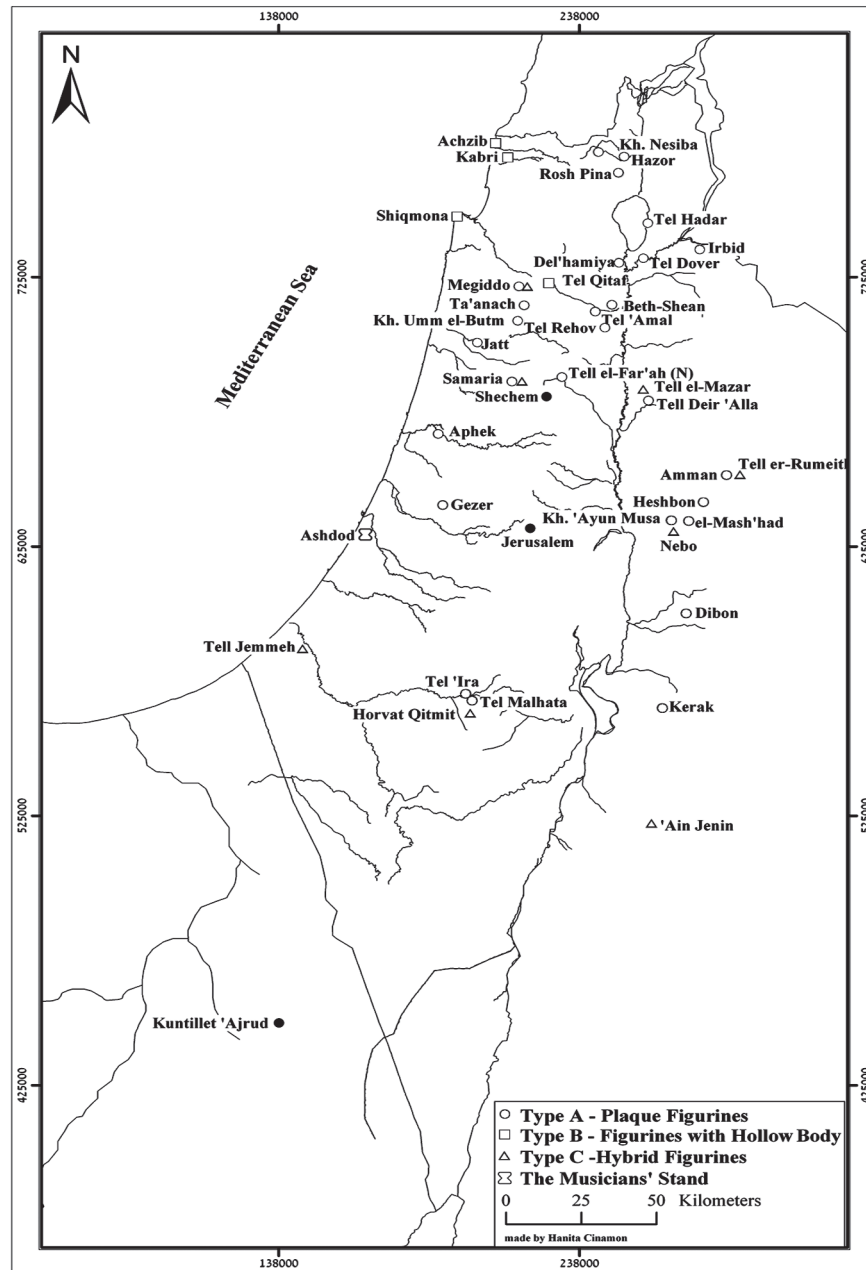 138000 238000
N
Achzib
Kabri
Kh. Nesiba
Hazor
Rosh Pina
Shiqmona
Tel Hadar
Irbid
Del'hamiya
Tel Dover
725000 725000
Tel Qitaf
Megiddo
Ta'anach
Beth-Shean
Kh. Umm el-Butm
Tel Rehov
Tel 'Amal
Jatt
Mediterranean Sea
Samaria
Tell el-Far'ah (N)
Shechem
Tell el-Mazar
Tell Deir 'Alla
Aphek
Tell er-Rumeith
Amman
Gezer
Heshbon
Kh. 'Ayun Musa
el-Mash'had
Ashdod
Jerusalem
Nebo
625000 625000
Dibon
Tell Jemmeh
Tel 'Ira
Tel Malhata
Horvat Qitmit
Kerak
525000 525000
'Ain Jenin
Kuntillet 'Ajrud
425000 425000
Type A - Plaque Figurines
Type B - Figurines with Hollow Body
Type C -Hybrid Figurines
The Musicians' Stand
0 25 50 Kilometers
made by Hanita Cinamon
138000 238000